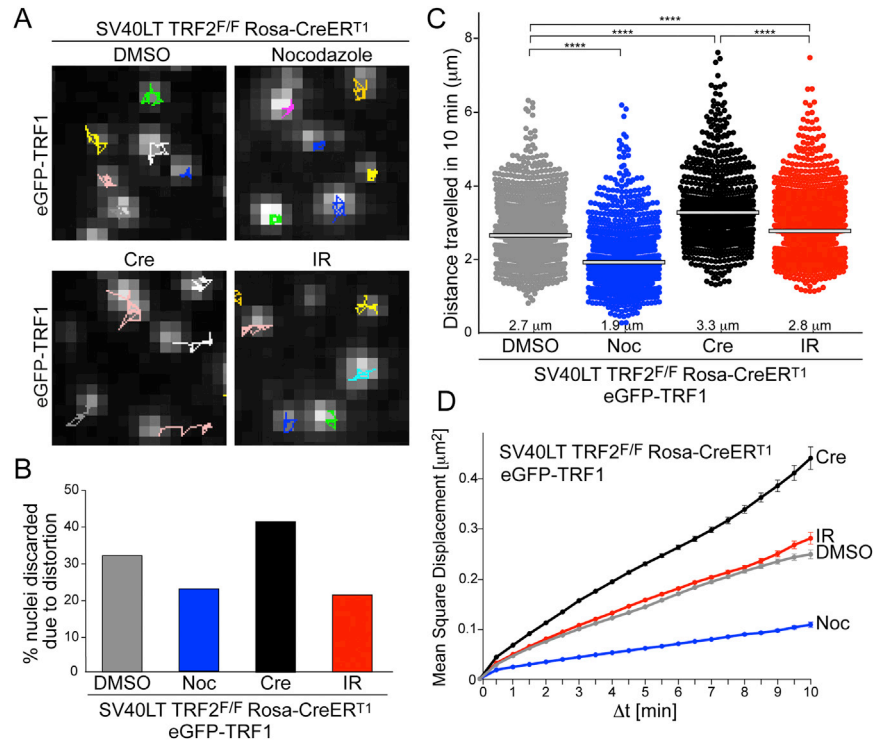 A
SV40LT TRF2F/F Rosa-CreERT1
DMSO
Nocodazole
eGFP-TRF1
Cre
IR
eGFP-TRF1
B
% nuclei discarded
due to distortion
50
40
30
20
10
0
DMSO
Noc
Cre
IR
SV40LT TRF2F/F Rosa-CreERT1
eGFP-TRF1
C
Distance travelled in 10 min (µm)
8
6
4
2
0
****
****
****
****
2.7 µm
1.9 µm
3.3 µm
2.8 µm
DMSO
Noc
Cre
IR
SV40LT TRF2F/F Rosa-CreERT1
eGFP-TRF1
D
SV40LT TRF2F/F Rosa-CreERT1
eGFP-TRF1
Mean Square Displacement [µm²]
0.4
0.3
0.2
0.1
0
Cre
IR
DMSO
Noc
0
1
2
3
4
5
6
7
8
9
10
Δt [min]